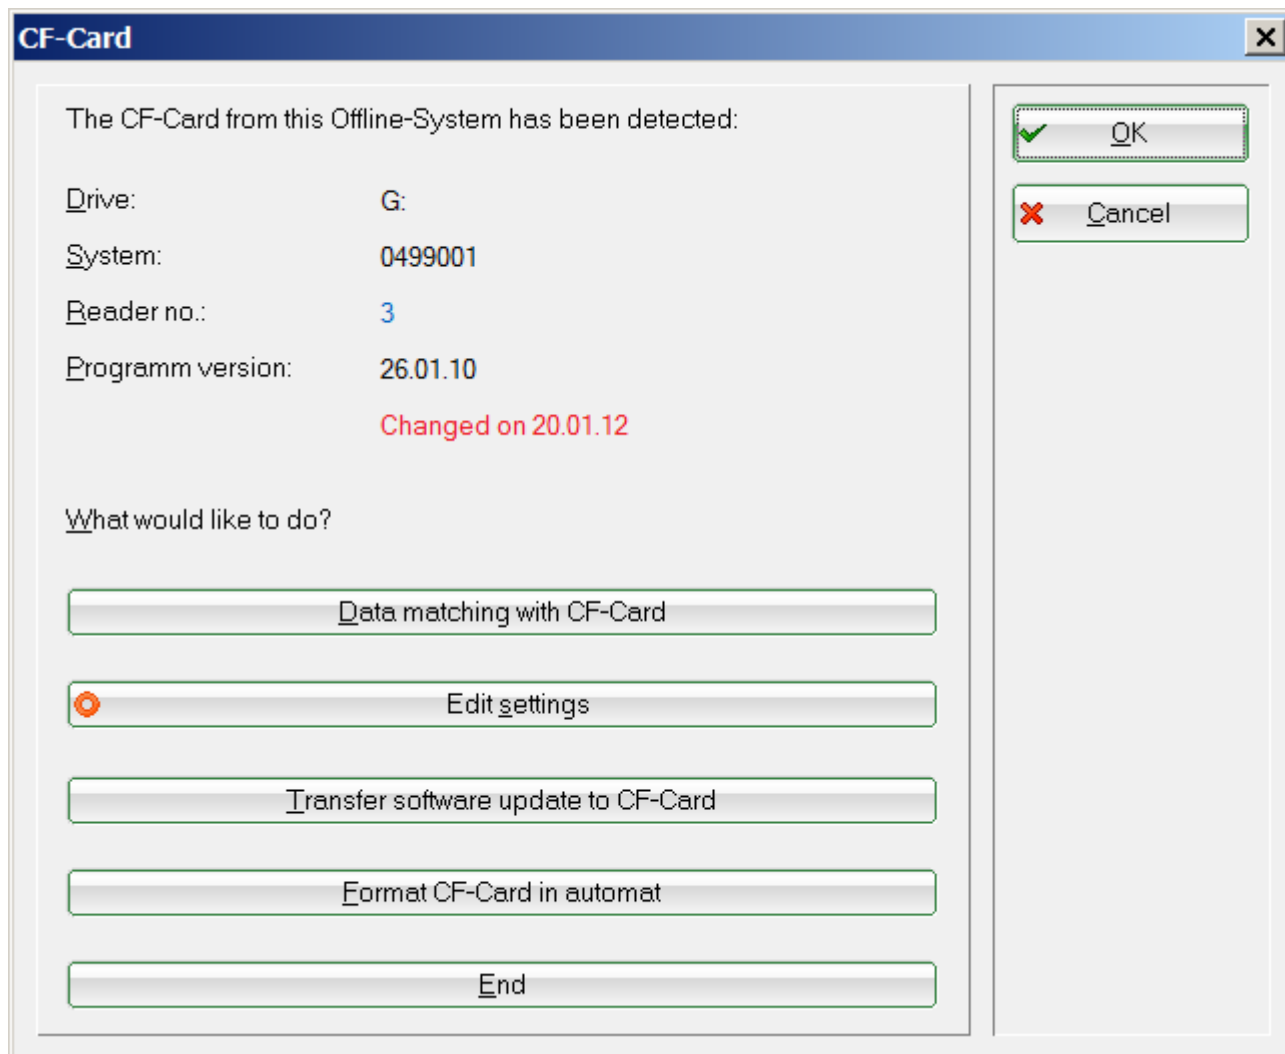 CF-Card
The CF-Card from this Offline-System has been detected:
Drive: G:
System: 0499001
Reader no.: 3
Programm version: 26.01.10
Changed on 20.01.12
What would like to do?
Data matching with CF-Card
Edit settings
Transfer software update to CF-Card
Format CF-Card in automat
End
OK
Cancel